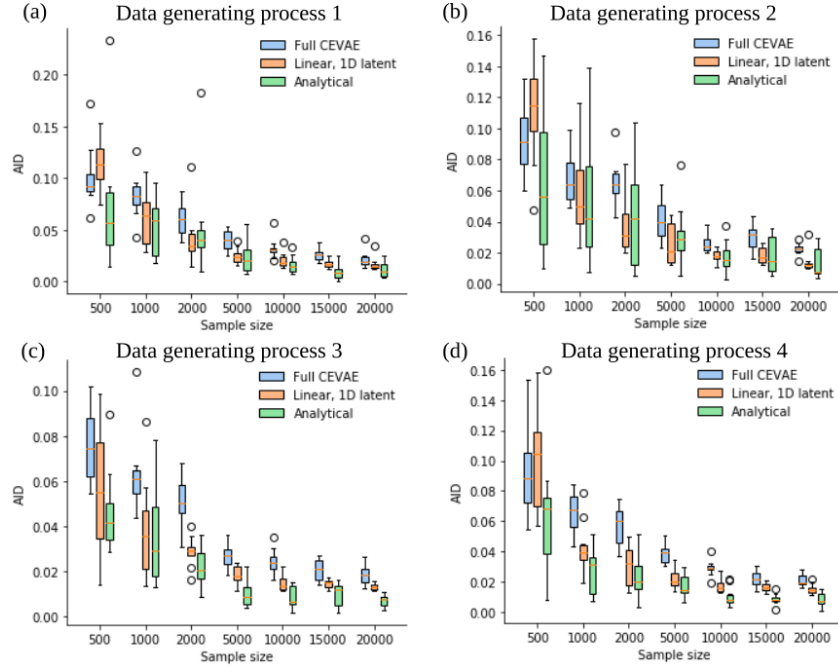 (a) Data generating process 1
Full CEVAE
Linear, 1D latent
Analytical
AID
0.20
0.15
0.10
0.05
0.00
500 1000 2000 5000 10000 15000 20000
Sample size
(b) Data generating process 2
Full CEVAE
Linear, 1D latent
Analytical
AID
0.16
0.14
0.12
0.10
0.08
0.06
0.04
0.02
0.00
500 1000 2000 5000 10000 15000 20000
Sample size
(c) Data generating process 3
Full CEVAE
Linear, 1D latent
Analytical
AID
0.10
0.08
0.06
0.04
0.02
0.00
500 1000 2000 5000 10000 15000 20000
Sample size
(d) Data generating process 4
Full CEVAE
Linear, 1D latent
Analytical
AID
0.16
0.14
0.12
0.10
0.08
0.06
0.04
0.02
0.00
500 1000 2000 5000 10000 15000 20000
Sample size